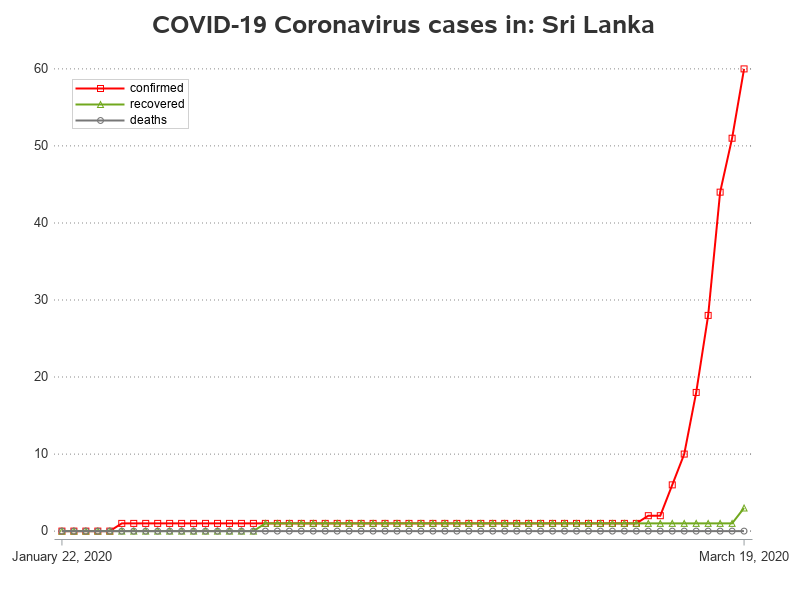 COVID-19 Coronavirus cases in: Sri Lanka
60
confirmed
recovered
deaths
50
40
30
20
10
0
January 22, 2020
March 19, 2020